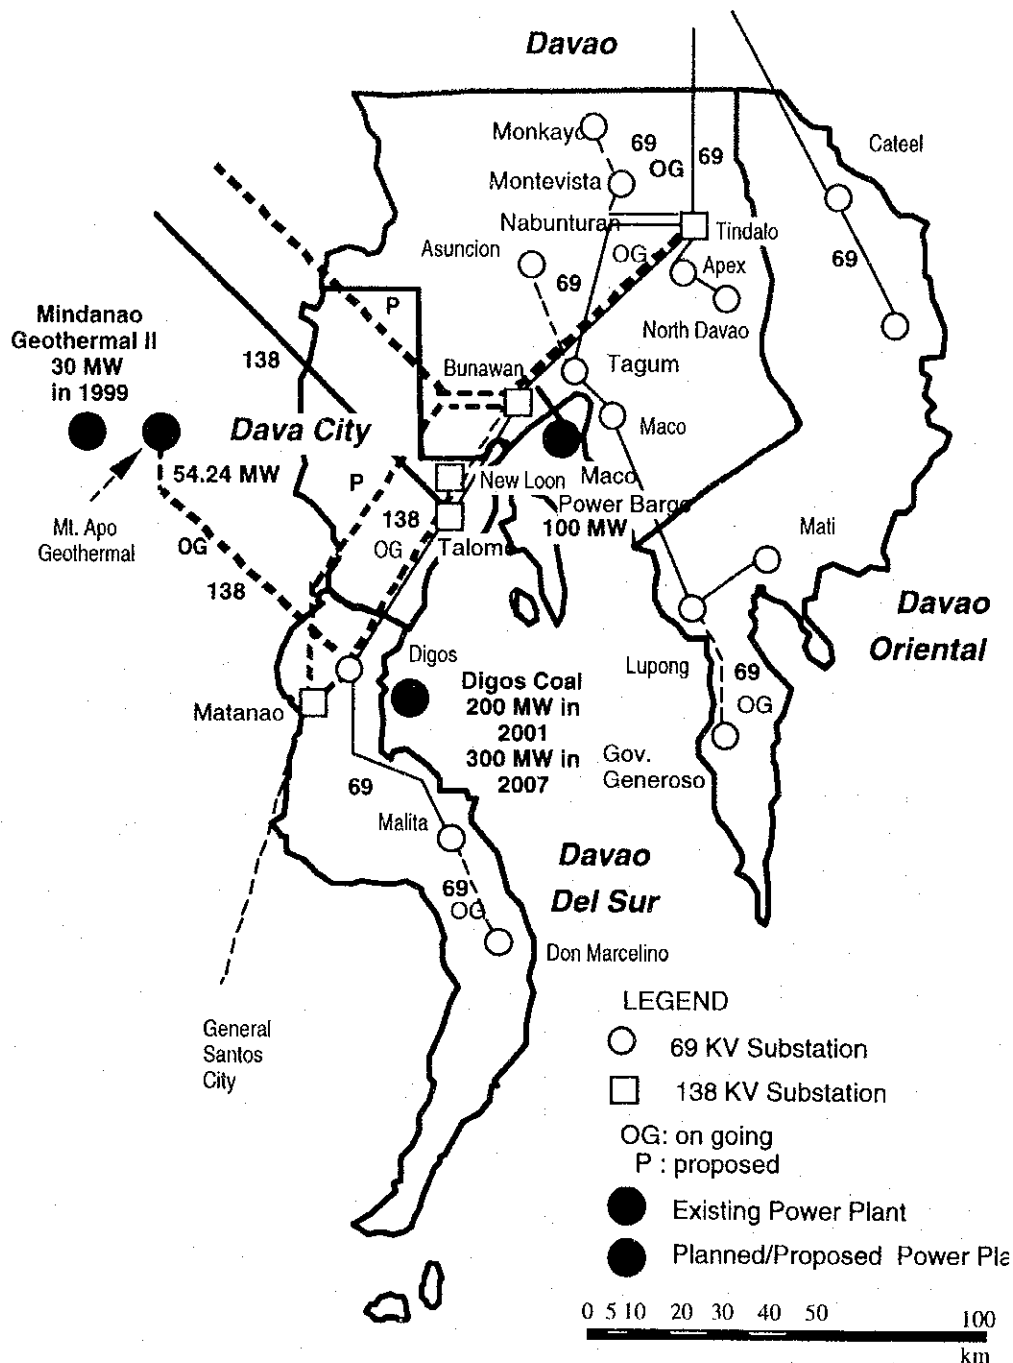 Davao
Monkayo
69
OG
69
Cateel
Montevista
Nabunturan
Tindalo
Asuncion
OG
Apex
69
69
P
North Davao
Mindanao
Geothermal II
30 MW
in 1999
138
Bunawan
Tagum
Dava City
Maco
54.24 MW
P
New Loon
Maco
Power Barge
100 MW
138
Mt. Apo
Geothermal
OG
OG
Talomo
Mati
138
Davao
Oriental
Digos
Lupong
69
OG
Matanao
Digos Coal
200 MW in
2001
300 MW in
2007
Gov.
Generoso
69
Malita
Davao
Del Sur
69
OG
Don Marcelino
General
Santos
City
LEGEND
69 KV Substation
138 KV Substation
OG: on going
P : proposed
Existing Power Plant
Planned/Proposed Power Pla
0 5 10 20 30 40 50 100
km